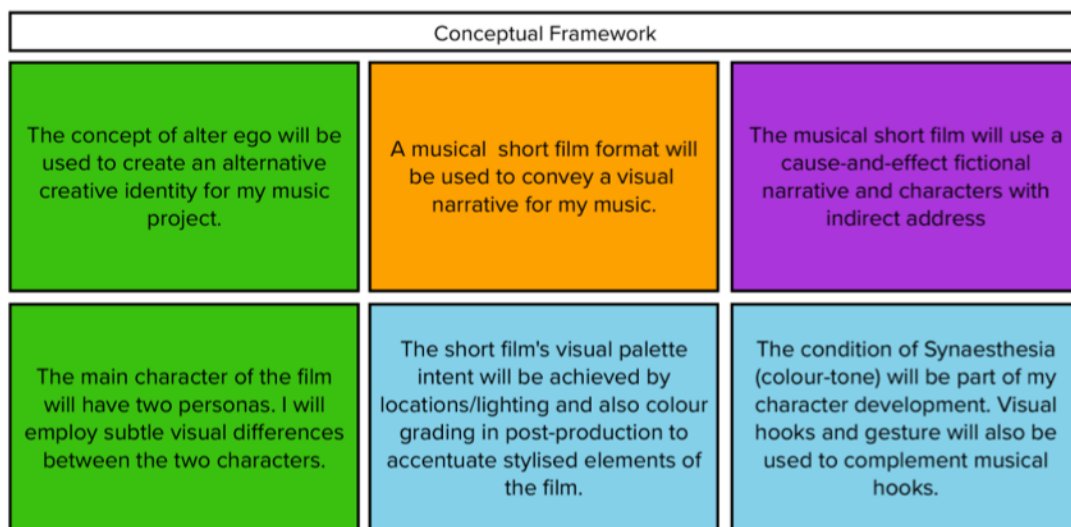 Conceptual Framework
The concept of alter ego will be
used to create an alternative
creative identity for my music
project.
A musical short film format will
be used to convey a visual
narrative for my music.
The musical short film will use a
cause-and-effect fictional
narrative and characters with
indirect address
The main character of the film
will have two personas. I will
employ subtle visual differences
between the two characters.
The short film's visual palette
intent will be achieved by
locations/lighting and also colour
grading in post-production to
accentuate stylised elements of
the film.
The condition of Synaesthesia
(colour-tone) will be part of my
character development. Visual
hooks and gesture will also be
used to complement musical
hooks.